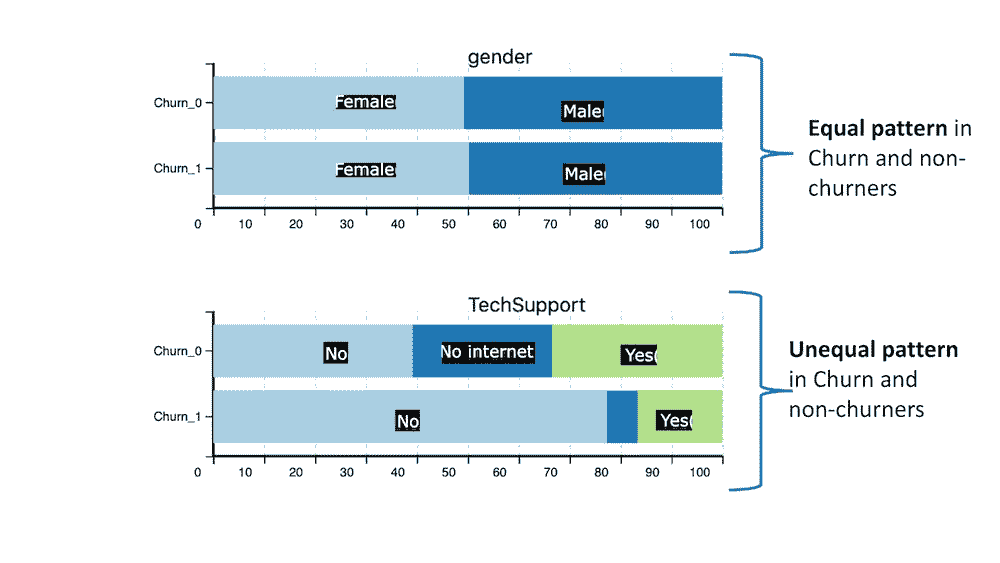 gender
Churn_0
Female
Male(
Churn_1
Female
Male(
0 10 20 30 40 50 60 70 80 90 100
Equal pattern in
Churn and non-
churners
TechSupport
Churn_0
No
No internet
Yes(
Churn_1
No
Yes(
0 10 20 30 40 50 60 70 80 90 100
Unequal pattern
in Churn and
non-churners